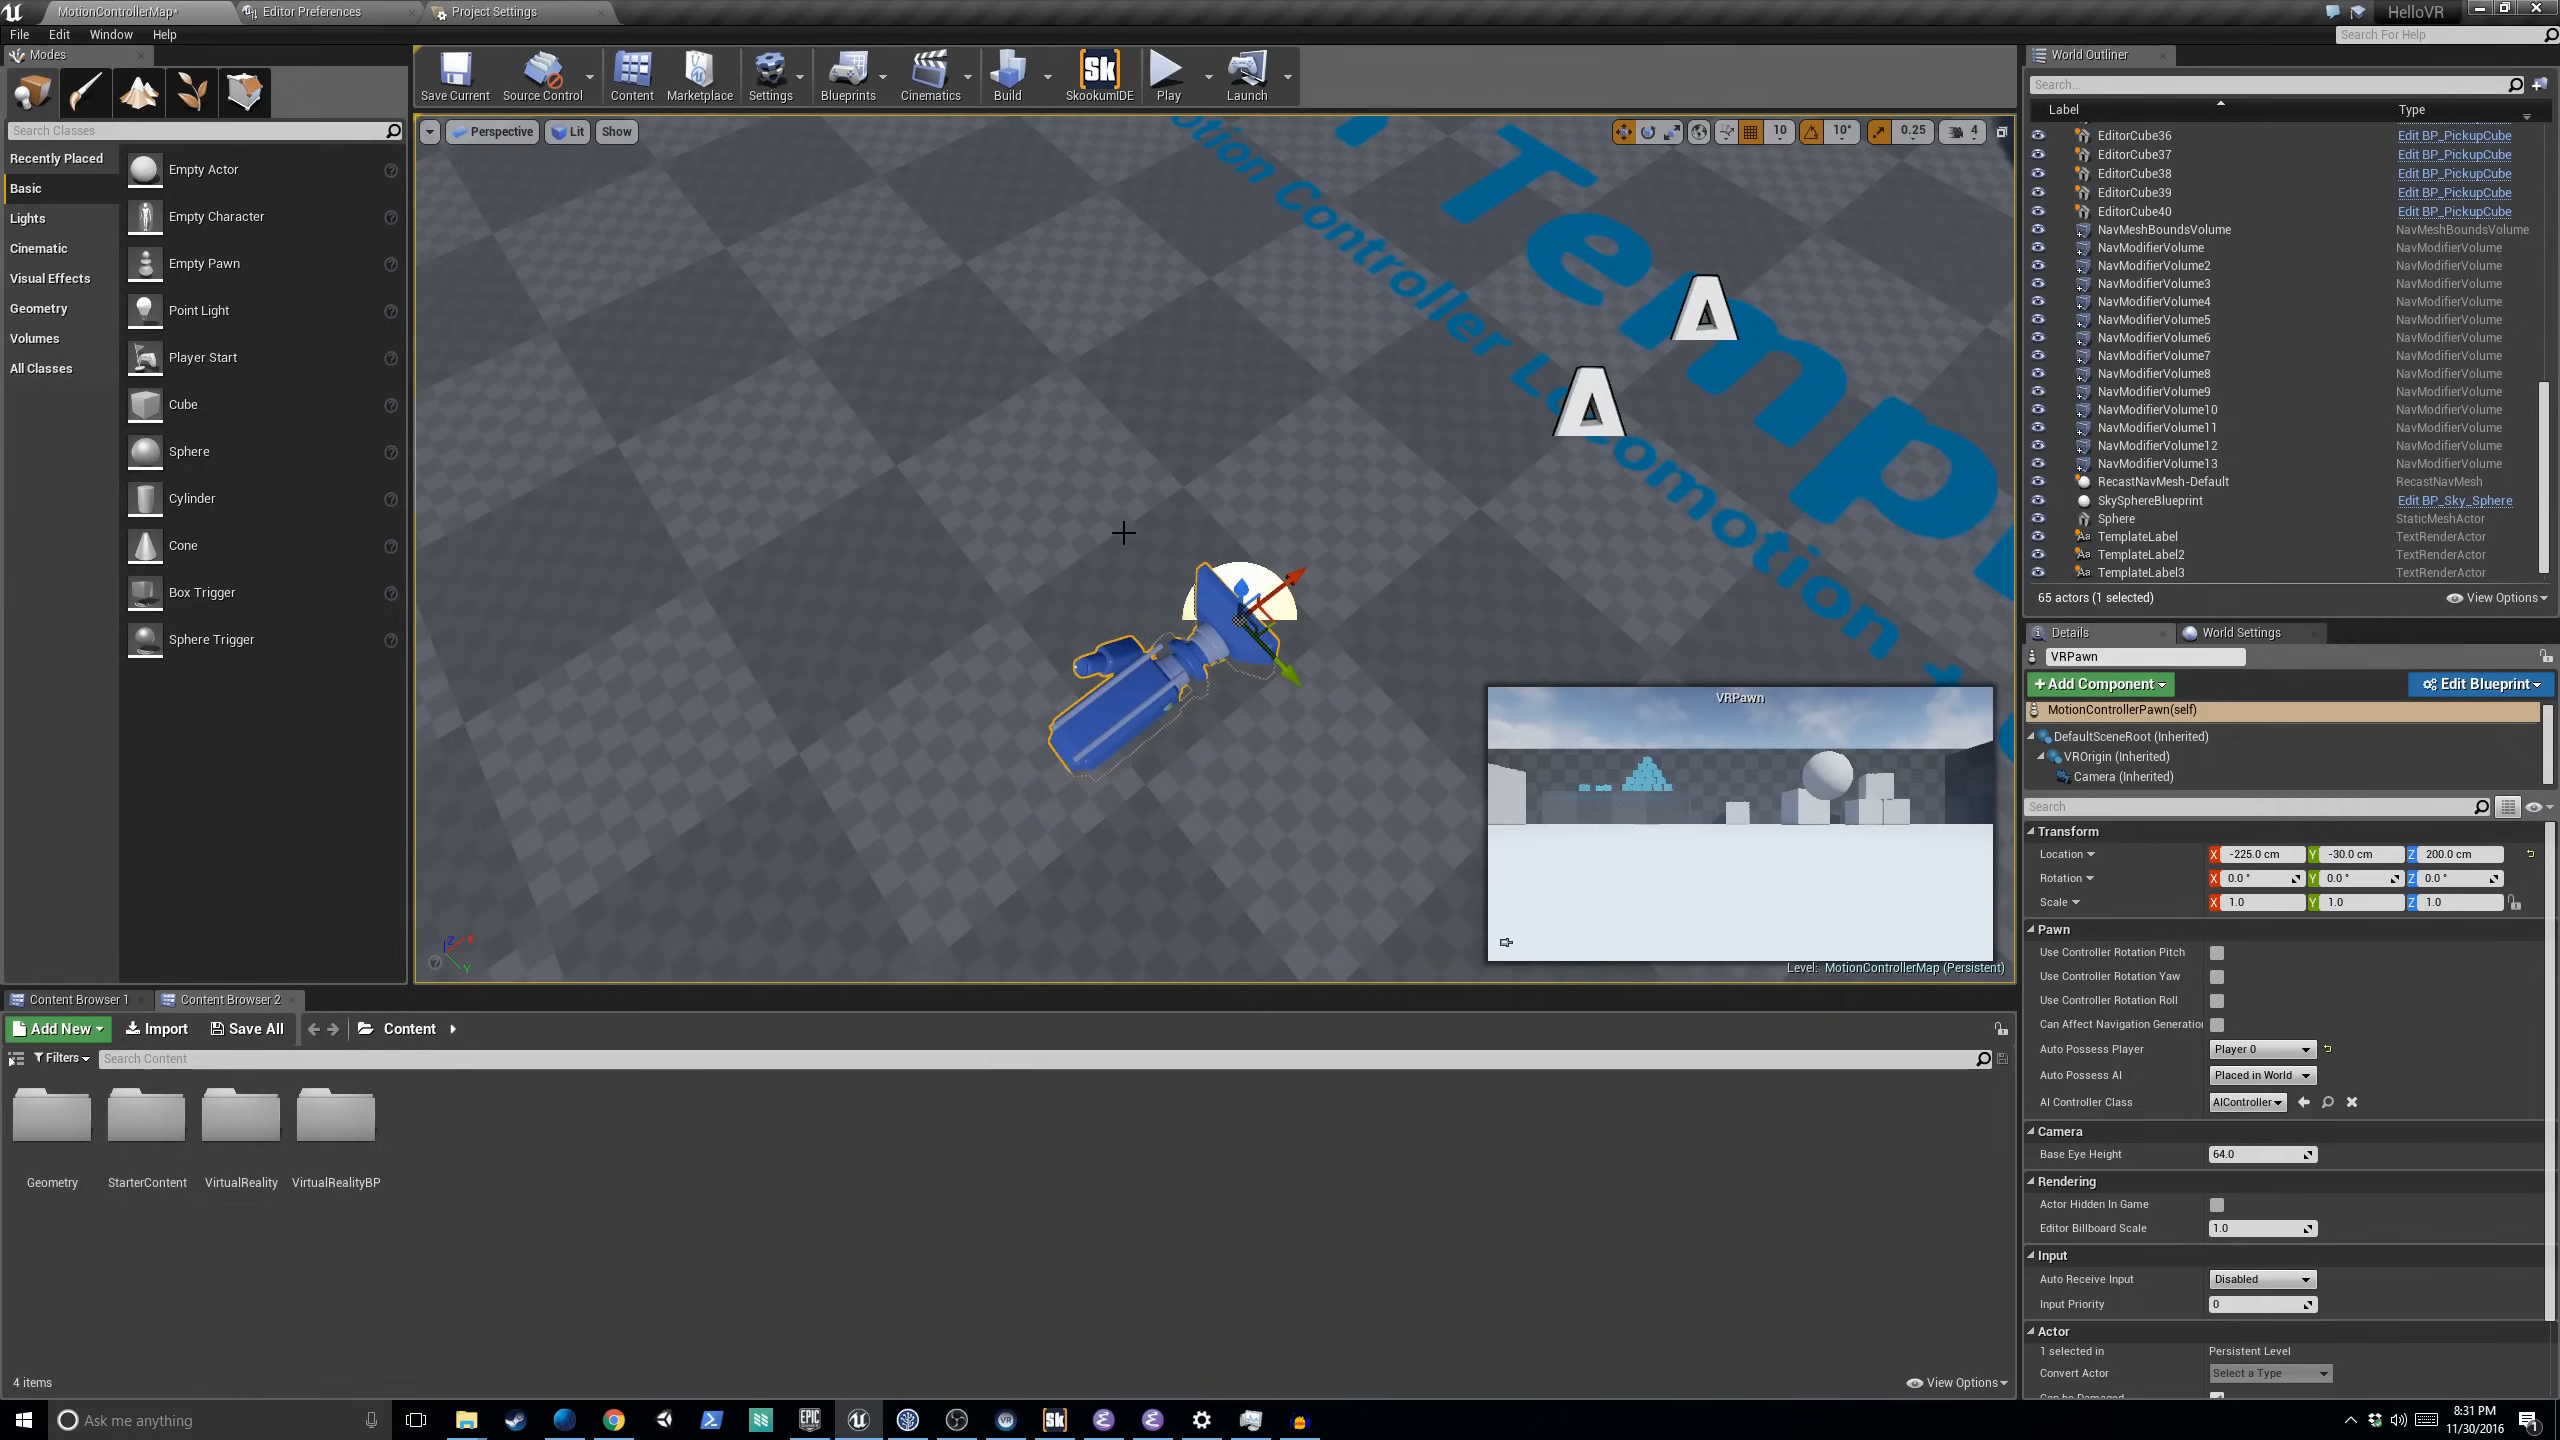 MotionControllerMap*
Editor Preferences
Project Settings
HelloVR
File Edit Window Help
Search For Help
Modes
Save Current
Source Control
Content
Marketplace
Settings
Blueprints
Cinematics
Build
Sk
SkookumIDE
Play
Launch
Search Classes
Recently Placed
Basic
Lights
Cinematic
Visual Effects
Geometry
Volumes
All Classes
Empty Actor
Empty Character
Empty Pawn
Point Light
Player Start
Cube
Sphere
Cylinder
Cone
Box Trigger
Sphere Trigger
Perspective Lit Show
10 10° 0.25 4
Controller Locomotion
VRPawn
Level: MotionControllerMap (Persistent)
World Outliner
Search...
Label Type
EditorCube36 Edit BP_PickupCube
EditorCube37 Edit BP_PickupCube
EditorCube38 Edit BP_PickupCube
EditorCube39 Edit BP_PickupCube
EditorCube40 Edit BP_PickupCube
NavMeshBoundsVolume NavMeshBoundsVolume
NavModifierVolume NavModifierVolume
NavModifierVolume2 NavModifierVolume
NavModifierVolume3 NavModifierVolume
NavModifierVolume4 NavModifierVolume
NavModifierVolume5 NavModifierVolume
NavModifierVolume6 NavModifierVolume
NavModifierVolume7 NavModifierVolume
NavModifierVolume8 NavModifierVolume
NavModifierVolume9 NavModifierVolume
NavModifierVolume10 NavModifierVolume
NavModifierVolume11 NavModifierVolume
NavModifierVolume12 NavModifierVolume
NavModifierVolume13 NavModifierVolume
RecastNavMesh-Default RecastNavMesh
SkySphereBlueprint Edit BP_Sky_Sphere
Sphere StaticMeshActor
TemplateLabel TextRenderActor
TemplateLabel2 TextRenderActor
TemplateLabel3 TextRenderActor
65 actors (1 selected) View Options
Details World Settings
VRPawn
+Add Component Edit Blueprint
MotionControllerPawn(self)
DefaultSceneRoot (Inherited)
VROrigin (Inherited)
Camera (Inherited)
Search
Transform
Location X -225.0 cm Y -30.0 cm Z 200.0 cm
Rotation X 0.0 ° Y 0.0 ° Z 0.0 °
Scale X 1.0 Y 1.0 Z 1.0
Pawn
Use Controller Rotation Pitch
Use Controller Rotation Yaw
Use Controller Rotation Roll
Can Affect Navigation Generation
Auto Possess Player Player 0
Auto Possess AI Placed in World
AI Controller Class AIController
Camera
Base Eye Height 64.0
Rendering
Actor Hidden In Game
Editor Billboard Scale 1.0
Input
Auto Receive Input Disabled
Input Priority 0
Actor
1 selected in Persistent Level
Convert Actor Select a Type
Can be Damaged
Content Browser 1 Content Browser 2
Add New Import Save All Content
Filters Search Content
Geometry StarterContent VirtualReality VirtualRealityBP
4 items View Options
Ask me anything
EPIC
VR
Sk
8:31 PM
11/30/2016